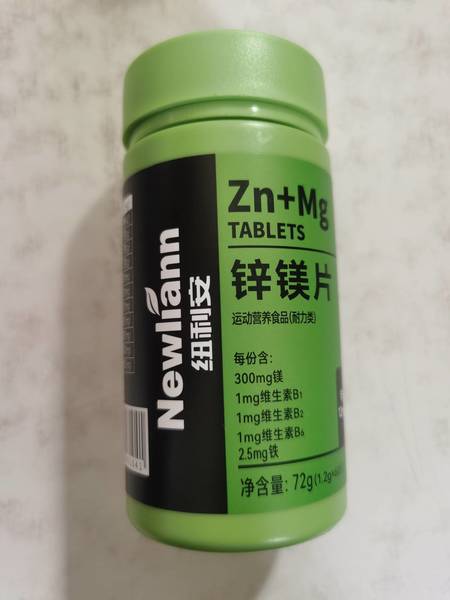 Newliann
纽利安
Zn+Mg
TABLETS
锌镁片
运动营养食品(耐力类)
每份含:
300mg镁
1mg维生素B₁
1mg维生素B₂
1mg维生素B₆
2.5mg铁
净含量: 72g(1.2g×